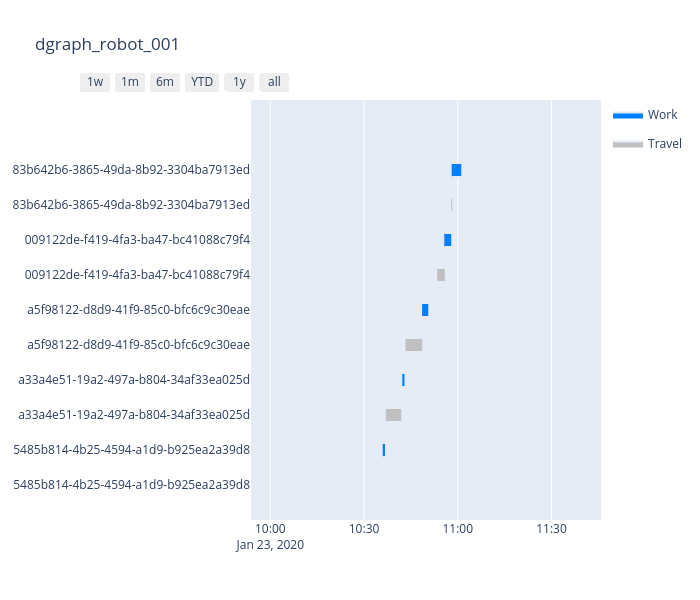 dgraph_robot_001
1w 1m 6m YTD 1y all
Work
Travel
83b642b6-3865-49da-8b92-3304ba7913ed
83b642b6-3865-49da-8b92-3304ba7913ed
009122de-f419-4fa3-ba47-bc41088c79f4
009122de-f419-4fa3-ba47-bc41088c79f4
a5f98122-d8d9-41f9-85c0-bfc6c9c30eae
a5f98122-d8d9-41f9-85c0-bfc6c9c30eae
a33a4e51-19a2-497a-b804-34af33ea025d
a33a4e51-19a2-497a-b804-34af33ea025d
5485b814-4b25-4594-a1d9-b925ea2a39d8
5485b814-4b25-4594-a1d9-b925ea2a39d8
10:00 10:30 11:00 11:30
Jan 23, 2020